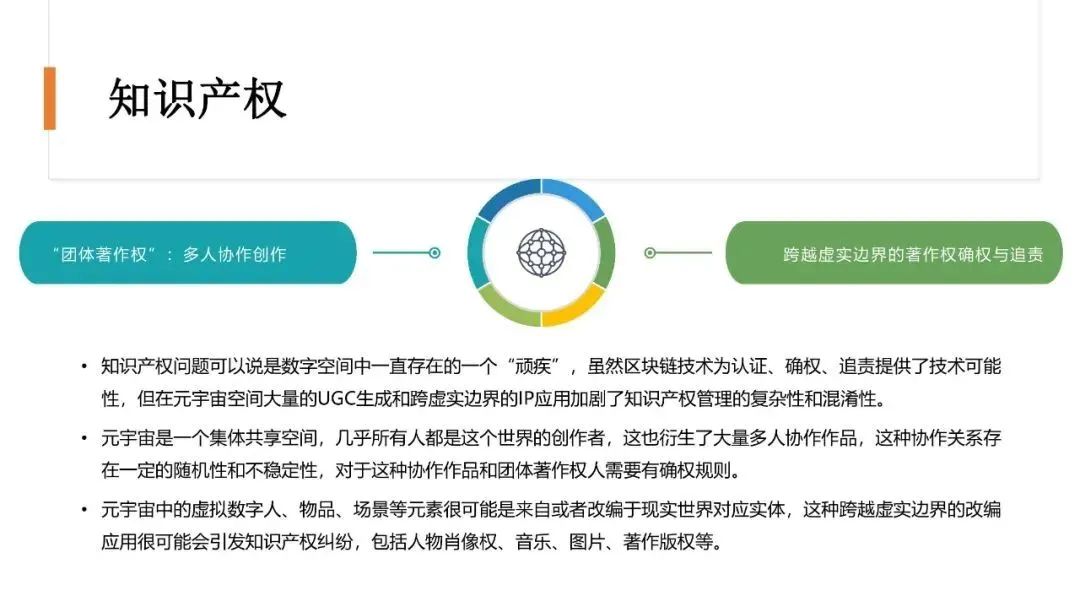 知识产权
“团体著作权”：多人协作创作
跨越虚实边界的著作权确权与追责
• 知识产权问题可以说是数字空间中一直存在的一个“顽疾”，虽然区块链技术为认证、确权、追责提供了技术可能
性，但在元宇宙空间大量的UGC生成和跨虚实边界的IP应用加剧了知识产权管理的复杂性和混淆性。
• 元宇宙是一个集体共享空间，几乎所有人都是这个世界的创作者，这也衍生了大量多人协作作品，这种协作关系存
在一定的随机性和不稳定性，对于这种协作作品和团体著作权人需要有确权规则。
• 元宇宙中的虚拟数字人、物品、场景等元素很可能是来自或者改编于现实世界对应实体，这种跨越虚实边界的改编
应用很可能会引发知识产权纠纷，包括人物肖像权、音乐、图片、著作版权等。